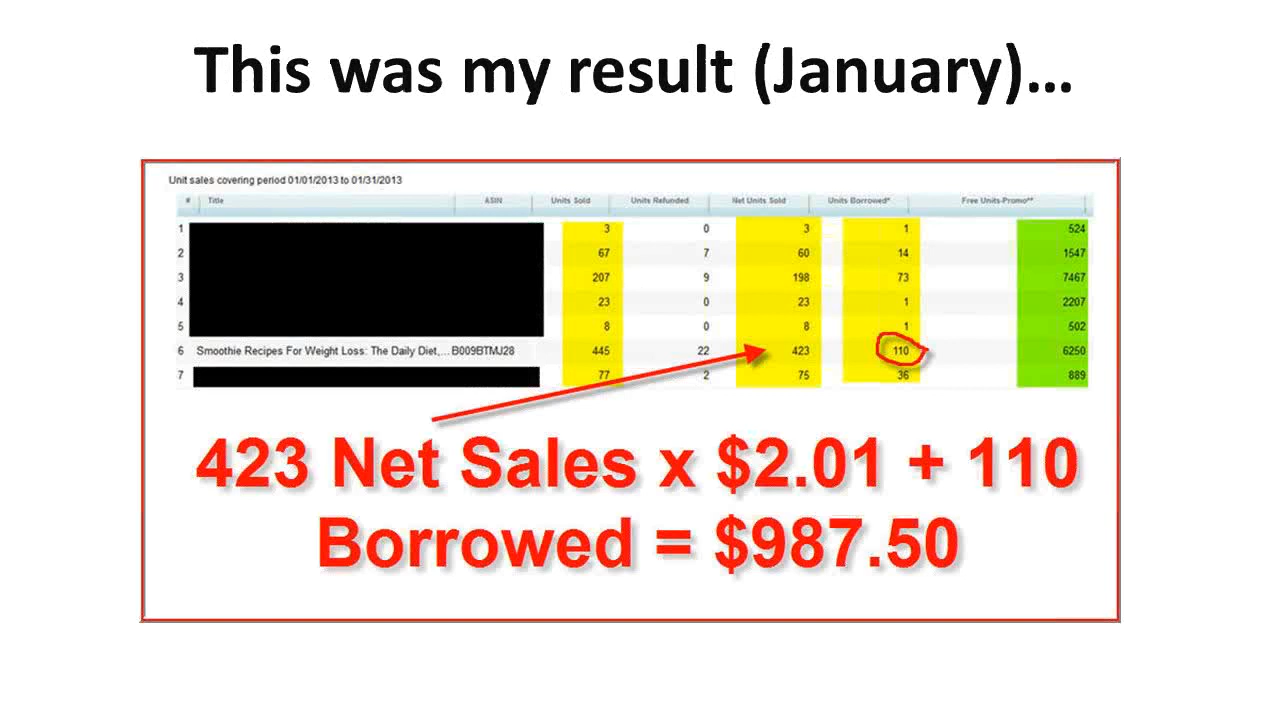 This was my result (January)...
Unit sales covering period 01/01/2013 to 01/31/2013
# Title ASIN Units Sold Units Refunded Net Units Sold Units Borrowed* Free Units-Promo**
1 3 0 3 1 524
2 67 7 60 14 1547
3 207 9 198 73 7467
4 23 0 23 1 2207
5 8 0 8 1 502
6 Smoothie Recipes For Weight Loss: The Daily Diet,... B009BTMJ28 445 22 423 110 6250
7 77 2 75 36 889
423 Net Sales x $2.01 + 110
Borrowed = $987.50